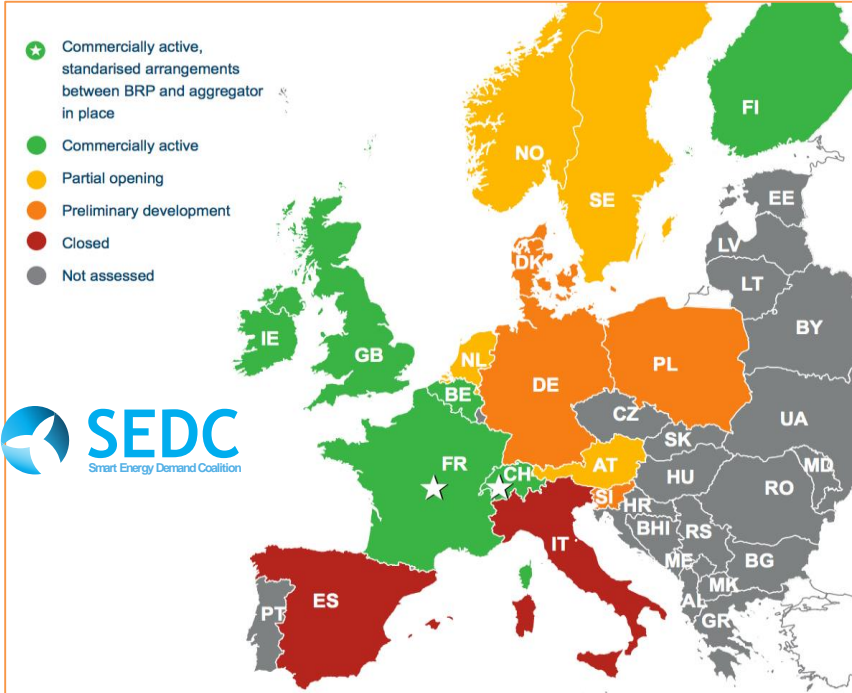 Commercially active,
standarised arrangements
between BRP and aggregator
in place
Commercially active
Partial opening
Preliminary development
Closed
Not assessed
FI
NO
SE
EE
LV
LT
DK
BY
IE
GB
NL
DE
PL
BE
CZ
UA
SEDC
Smart Energy Demand Coalition
FR
SK
MD
CH
AT
HU
RO
SI
HR
BHI
RS
IT
ME
BG
MK
AL
ES
PT
GR